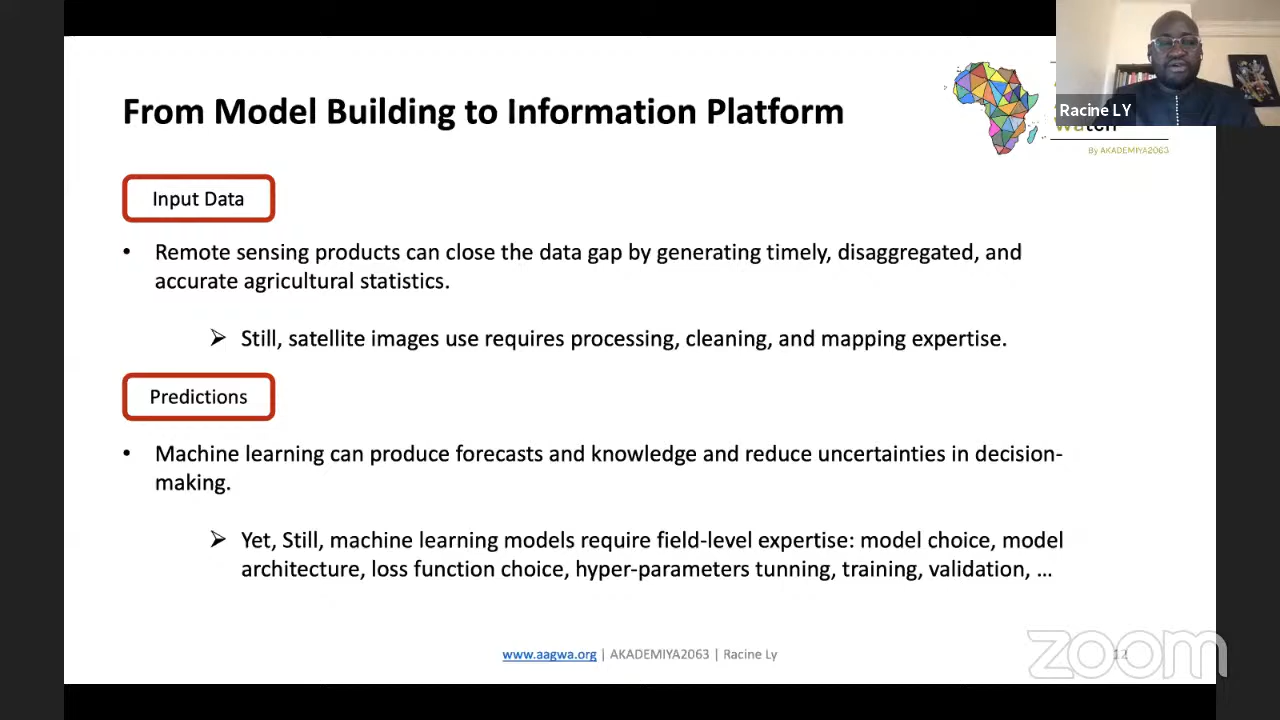 From Model Building to Information Platform
Racine LY
Watch
By AKADEMIYA2063
Input Data
• Remote sensing products can close the data gap by generating timely, disaggregated, and
accurate agricultural statistics.
➢ Still, satellite images use requires processing, cleaning, and mapping expertise.
Predictions
• Machine learning can produce forecasts and knowledge and reduce uncertainties in decision-
making.
➢ Yet, Still, machine learning models require field-level expertise: model choice, model
architecture, loss function choice, hyper-parameters tunning, training, validation, ...
www.aagwa.org | AKADEMIYA2063 | Racine Ly
12
zoom